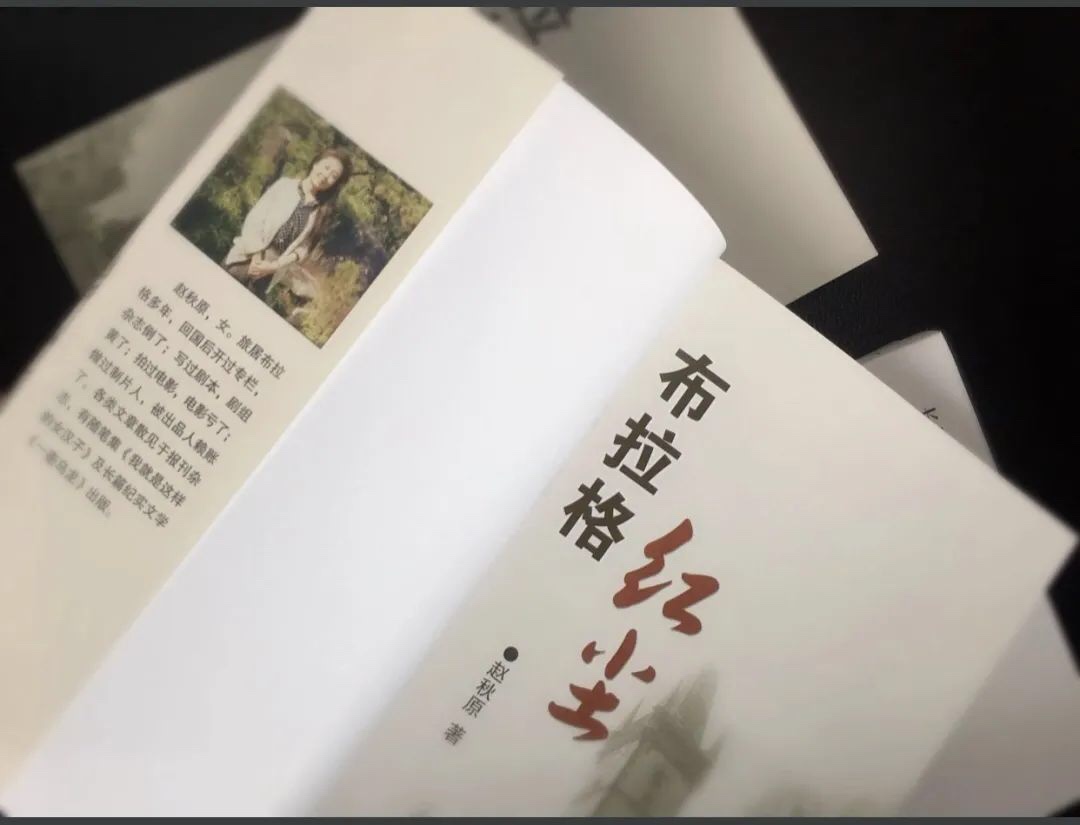 赵秋原，女。旅居布拉
格多年，回国后开过专栏，
杂志倒了；写过剧本，剧组
黄了；拍过电影，电影亏了；
做过制片人，被出品人赖账
了。各类文章散见于报刊杂
志，有随笔集《我就是这样
的女汉子》及长篇纪实文学
《一壶乌龙》出版。
布拉格
红尘
●赵秋原 著